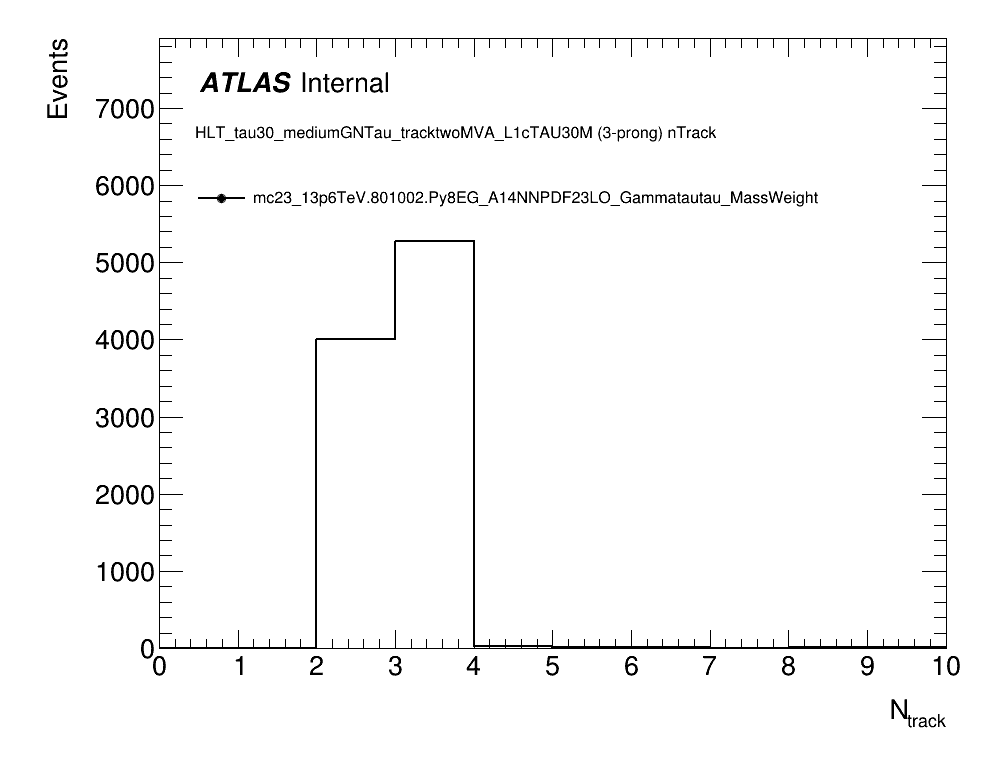 Events
ATLAS Internal
HLT_tau30_mediumGNTau_tracktwoMVA_L1cTAU30M (3-prong) nTrack
mc23_13p6TeV.801002.Py8EG_A14NNPDF23LO_Gammatautau_MassWeight
7000
6000
5000
4000
3000
2000
1000
0
0 1 2 3 4 5 6 7 8 9 10
N_track